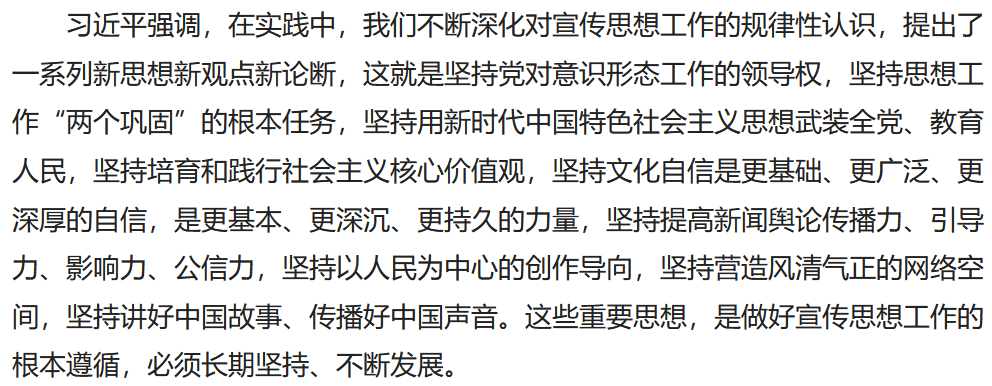 习近平强调，在实践中，我们不断深化对宣传思想工作的规律性认识，提出了
一系列新思想新观点新论断，这就是坚持党对意识形态工作的领导权，坚持思想工
作“两个巩固”的根本任务，坚持用新时代中国特色社会主义思想武装全党、教育
人民，坚持培育和践行社会主义核心价值观，坚持文化自信是更基础、更广泛、更
深厚的自信，是更基本、更深沉、更持久的力量，坚持提高新闻舆论传播力、引导
力、影响力、公信力，坚持以人民为中心的创作导向，坚持营造风清气正的网络空
间，坚持讲好中国故事、传播好中国声音。这些重要思想，是做好宣传思想工作的
根本遵循，必须长期坚持、不断发展。